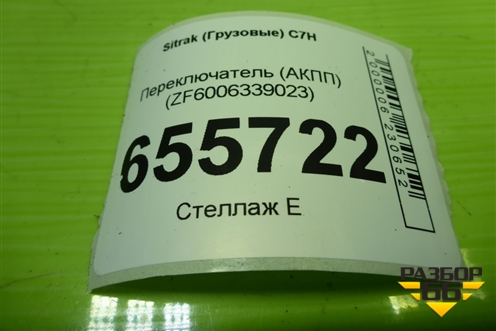 Sitrak (Грузовые) C7H
Переключатель (АКПП)
(ZF6006339023)
655722
Стеллаж Е
2000006230652
РАЗБОР
66